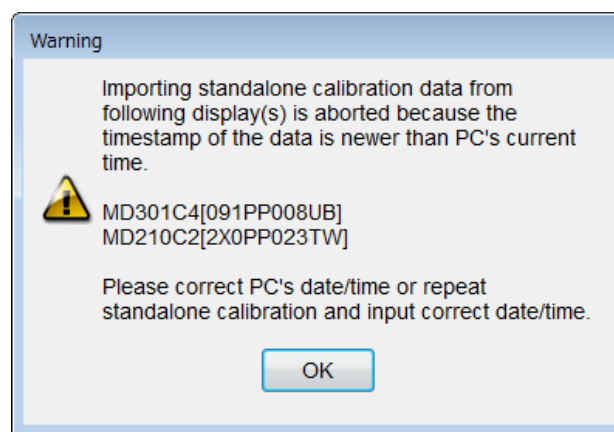 Warning
Importing standalone calibration data from
following display(s) is aborted because the
timestamp of the data is newer than PC's current
time.
MD301C4[091PP008UB]
MD210C2[2X0PP023TW]
Please correct PC's date/time or repeat
standalone calibration and input correct date/time.
OK